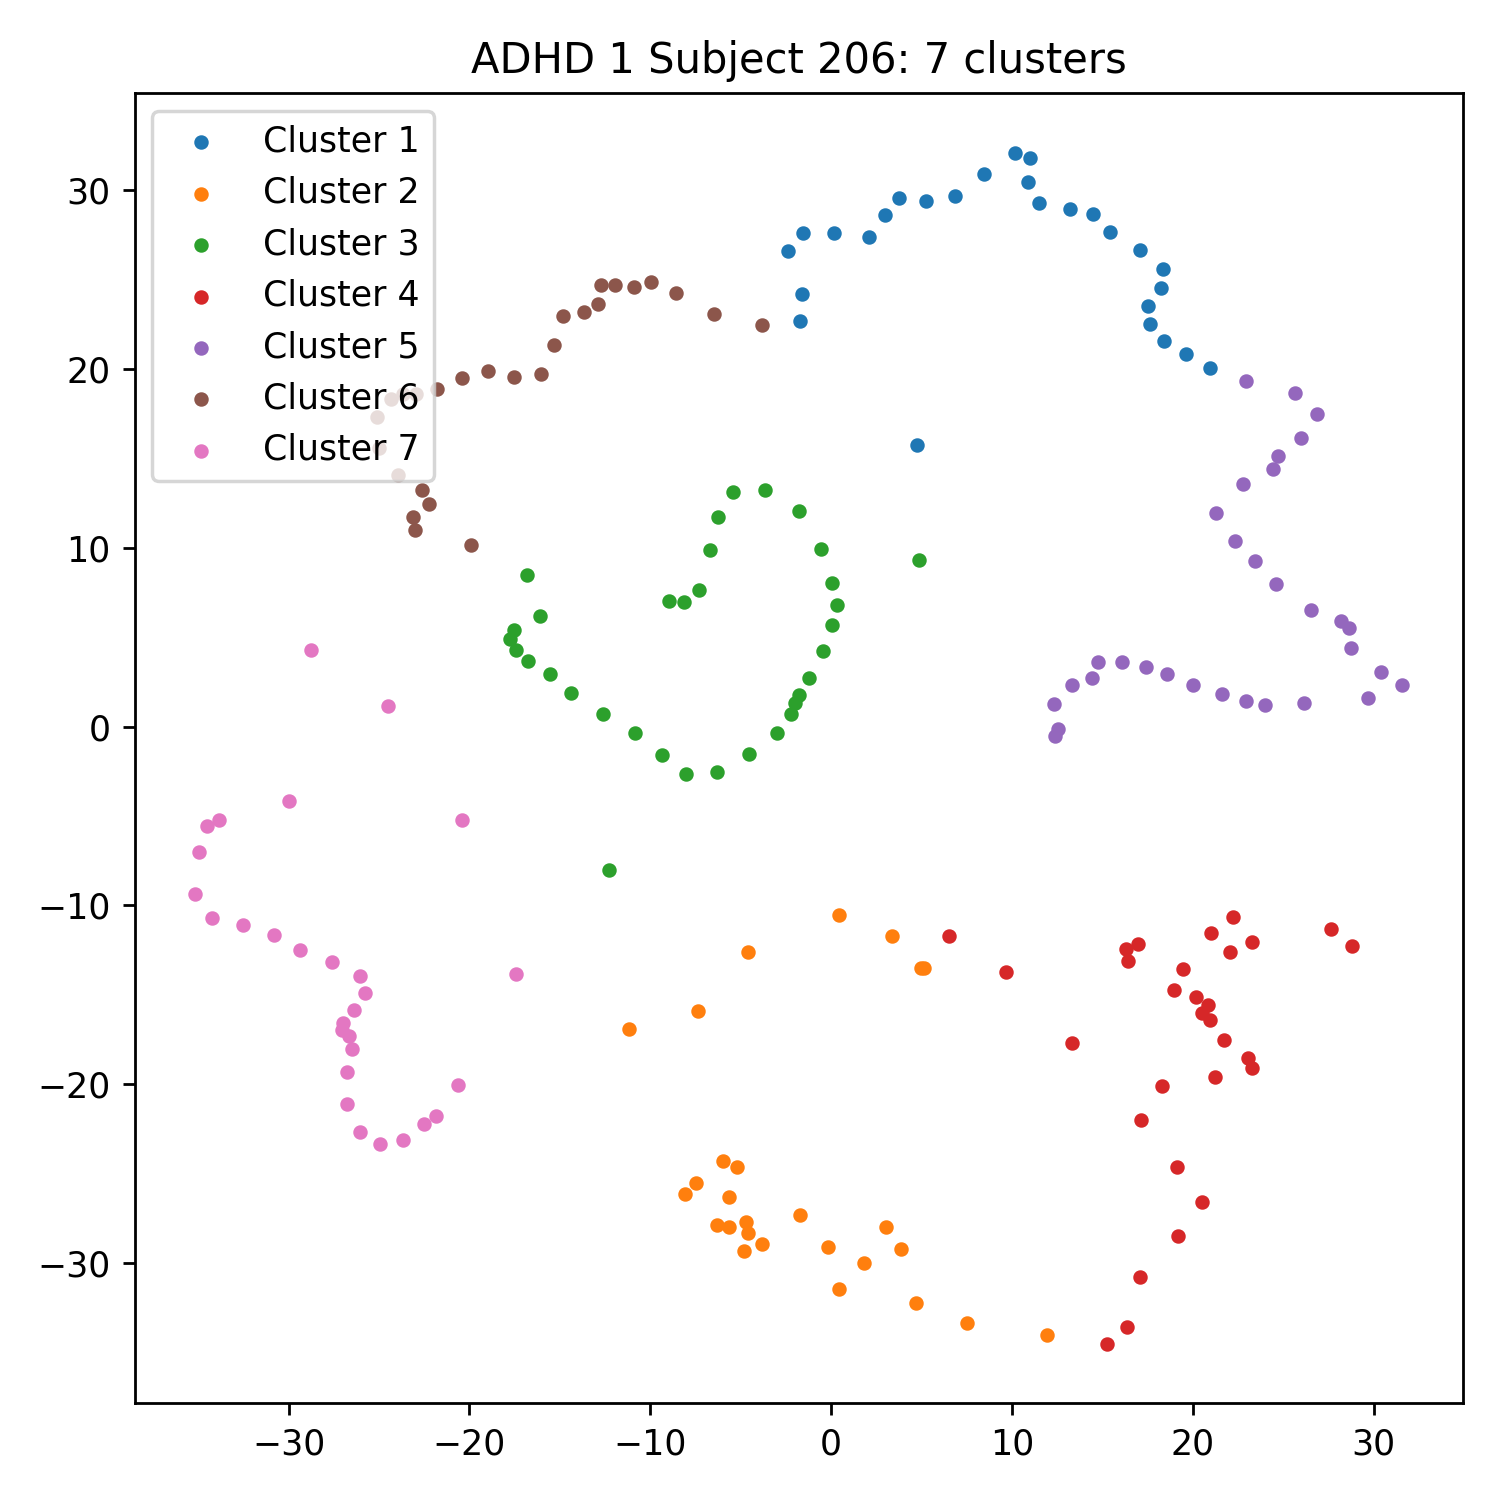 ADHD 1 Subject 206: 7 clusters
Cluster 1
Cluster 2
Cluster 3
Cluster 4
Cluster 5
Cluster 6
Cluster 7
30
20
10
0
−10
−20
−30
−30 −20 −10 0 10 20 30